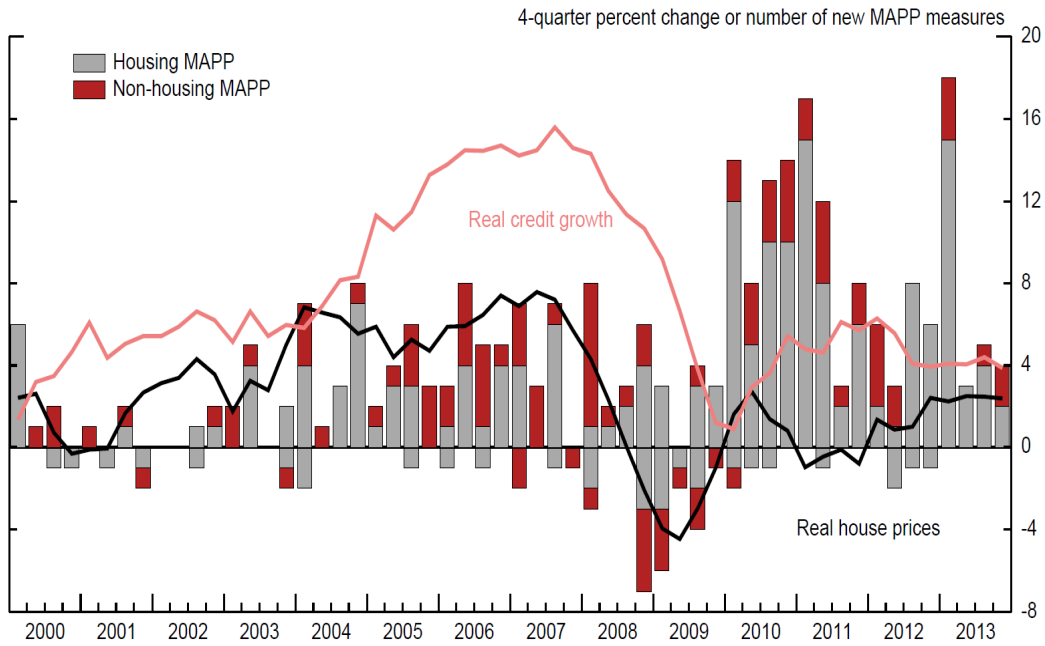 4-quarter percent change or number of new MAPP measures
Housing MAPP
Non-housing MAPP
20
16
12
8
4
0
-4
-8
Real credit growth
Real house prices
2000 2001 2002 2003 2004 2005 2006 2007 2008 2009 2010 2011 2012 2013